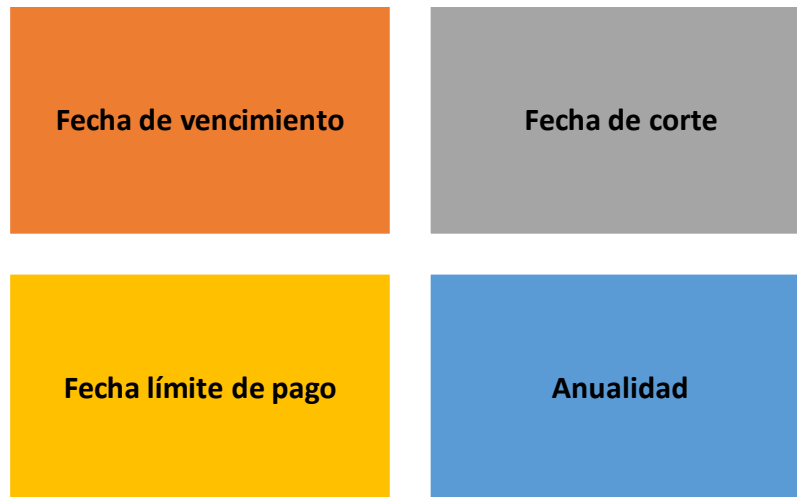 Fecha de vencimiento
Fecha de corte
Fecha límite de pago
Anualidad